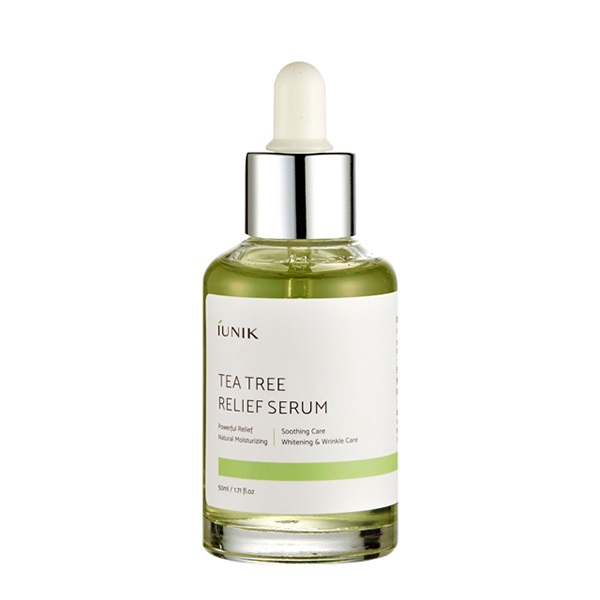 iUNIK
TEA TREE
RELIEF SERUM
Powerful Relief
Natural Moisturizing
Soothing Care
Whitening & Wrinkle Care
50ml / 1.71 fl.oz